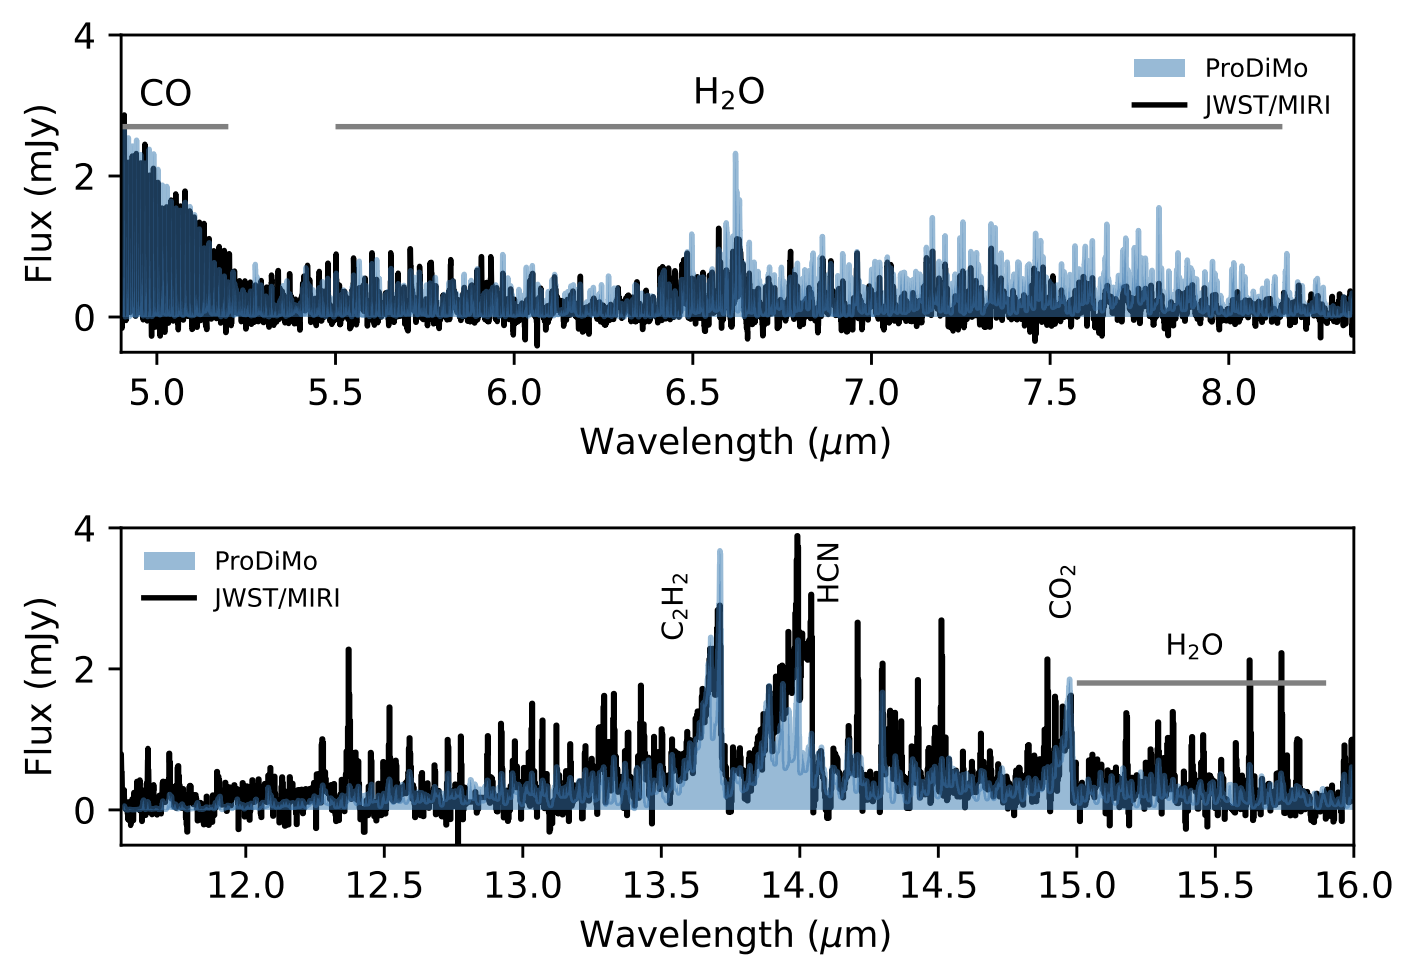 4
CO
H₂O
ProDiMo
JWST/MIRI
2
0
Flux (mJy)
5.0 5.5 6.0 6.5 7.0 7.5 8.0
Wavelength (μm)
4
ProDiMo
JWST/MIRI
C₂H₂
HCN
CO₂
H₂O
2
0
Flux (mJy)
12.0 12.5 13.0 13.5 14.0 14.5 15.0 15.5 16.0
Wavelength (μm)